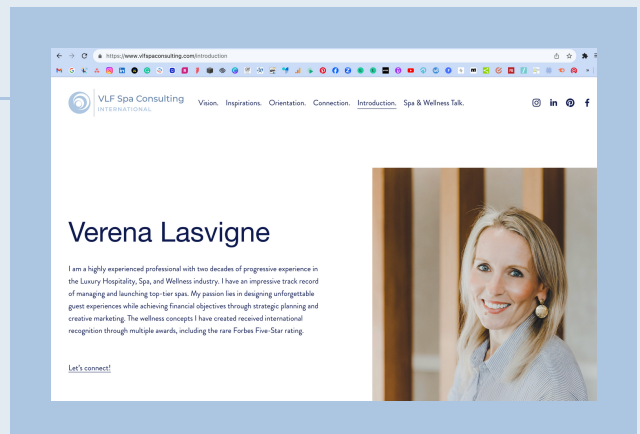 https://www.vlfspaconsulting.com/introduction
VLF Spa Consulting
INTERNATIONAL
Vision. Inspirations. Orientation. Connection. Introduction. Spa & Wellness Talk.
Verena Lasvigne
I am a highly experienced professional with two decades of progressive experience in
the Luxury Hospitality, Spa, and Wellness industry. I have an impressive track record
of managing and launching top-tier spas. My passion lies in designing unforgettable
guest experiences while achieving financial objectives through strategic planning and
creative marketing. The wellness concepts I have created received international
recognition through multiple awards, including the rare Forbes Five-Star rating.
Let's connect!